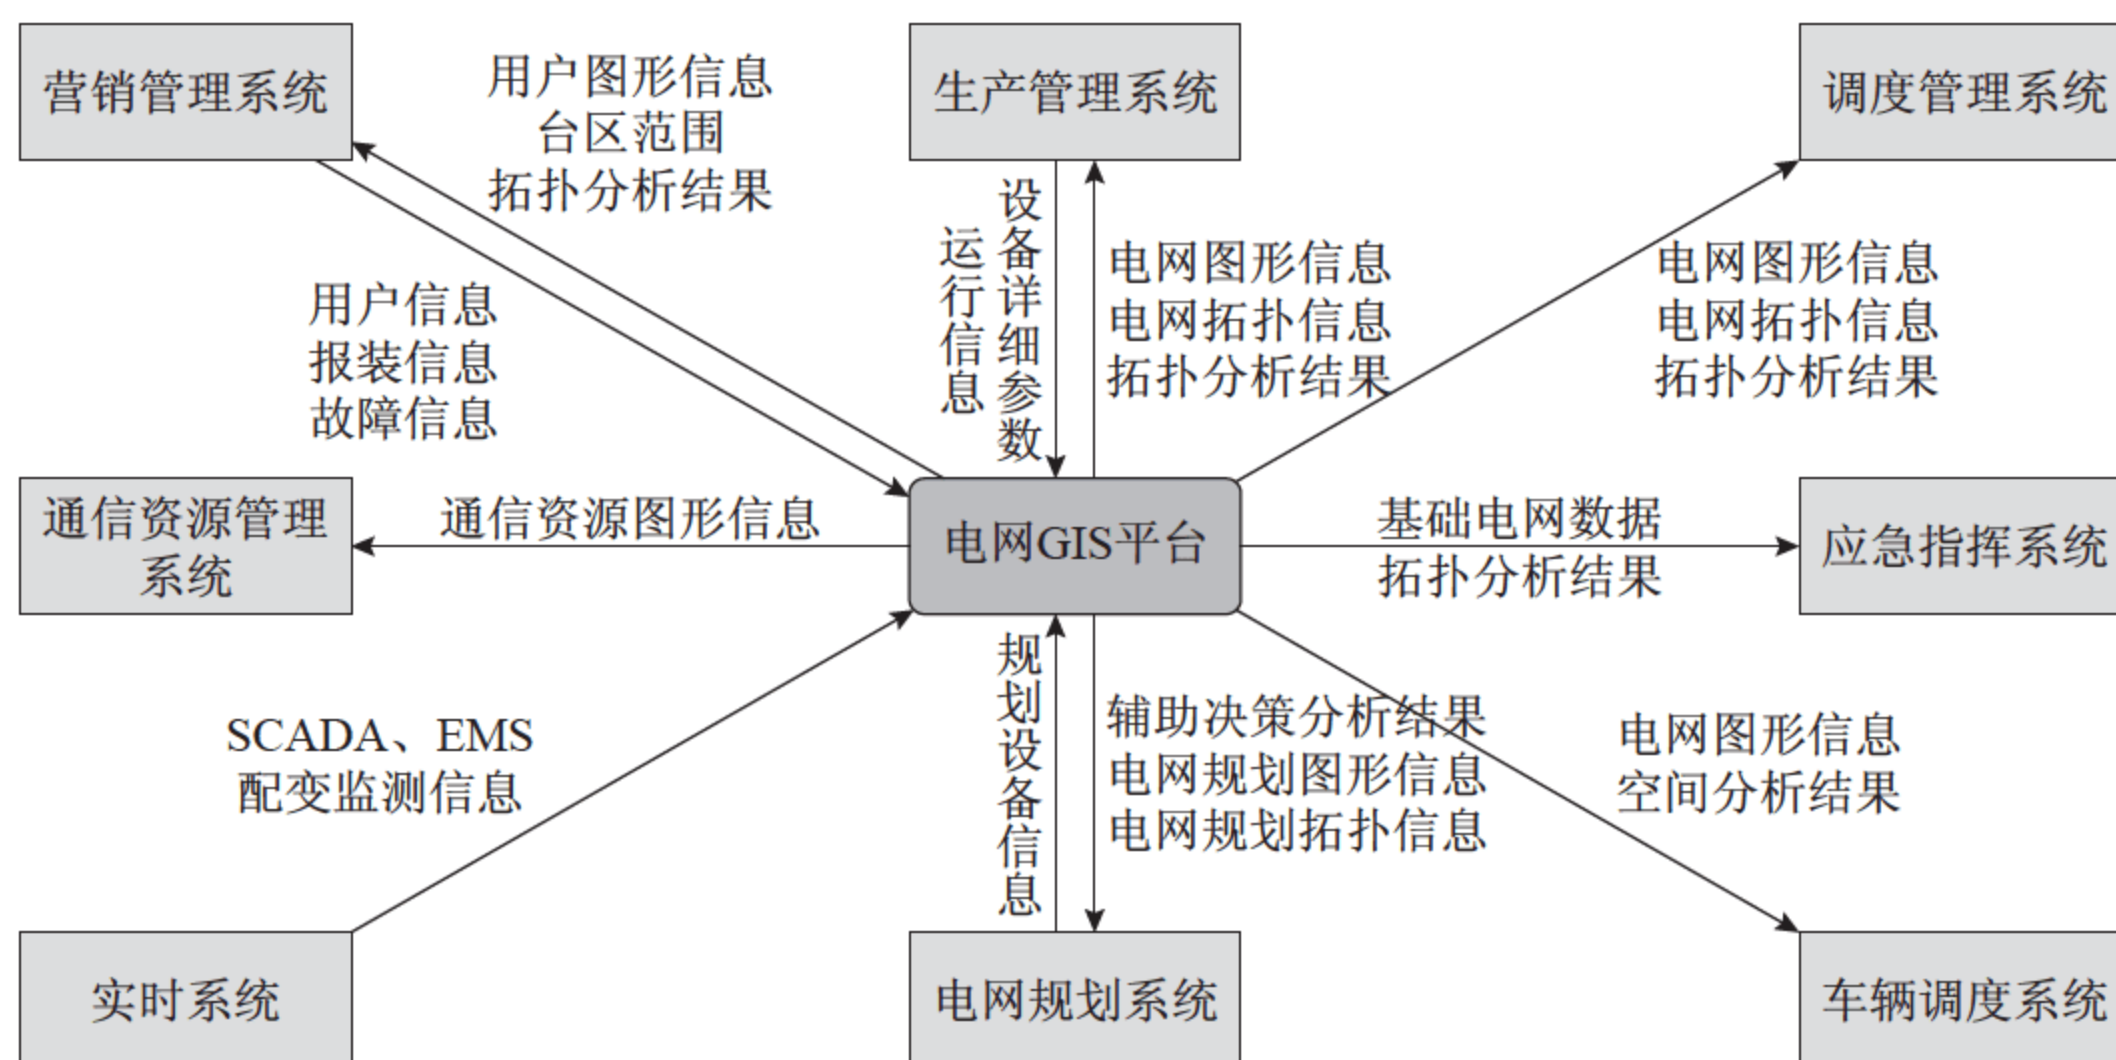 营销管理系统
用户图形信息
台区范围
拓扑分析结果
生产管理系统
调度管理系统
用户信息
报装信息
故障信息
运行信息
设备详细参数
电网图形信息
电网拓扑信息
拓扑分析结果
电网图形信息
电网拓扑信息
拓扑分析结果
通信资源管理
系统
通信资源图形信息
电网GIS平台
基础电网数据
拓扑分析结果
应急指挥系统
SCADA、EMS
配变监测信息
规划设备信息
辅助决策分析结果
电网规划图形信息
电网规划拓扑信息
电网图形信息
空间分析结果
实时系统
电网规划系统
车辆调度系统